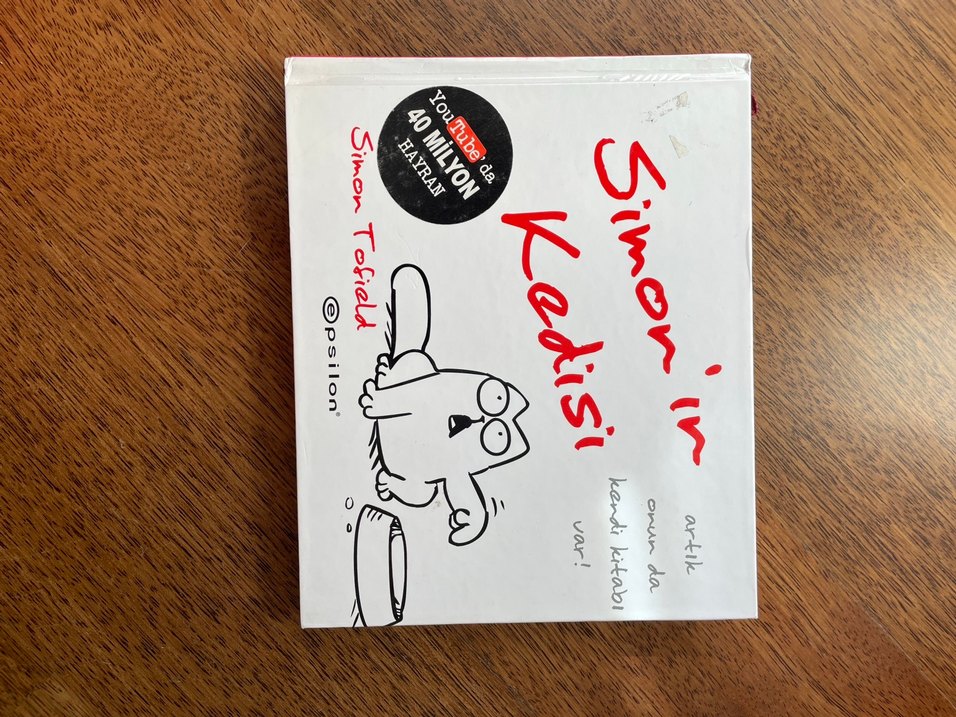 Simon'ın
Kedisi
artık
onun da
kendi kitabı
var!
YouTube'da
40 MİLYON
HAYRAN
Simon Tofield
epsilon®